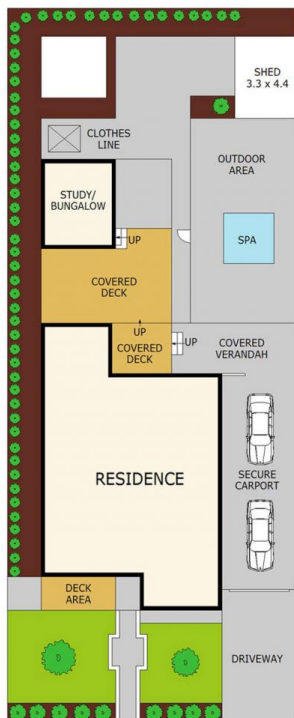 SHED
3.3 x 4.4
CLOTHES
LINE
OUTDOOR
AREA
STUDY/
BUNGALOW
UP
SPA
COVERED
DECK
UP
COVERED
DECK
UP
COVERED
VERANDAH
RESIDENCE
SECURE
CARPORT
DECK
AREA
D
D
DRIVEWAY